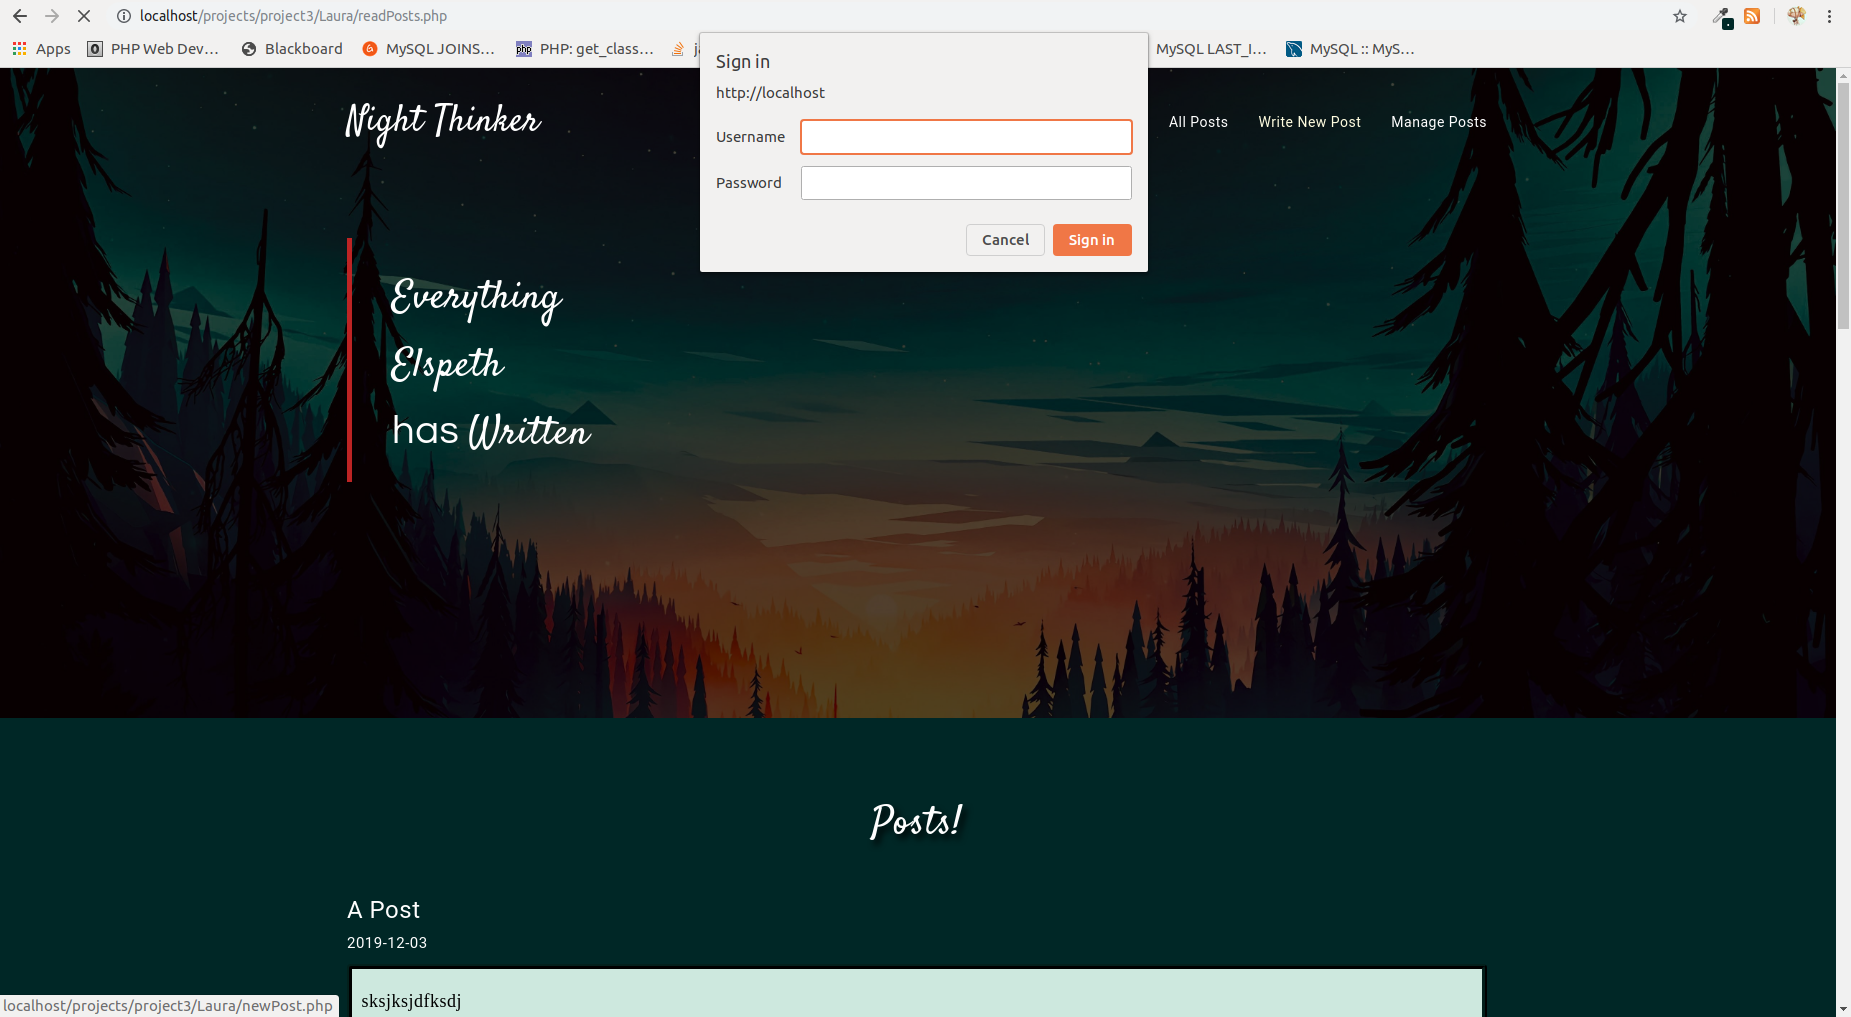 localhost/projects/project3/Laura/readPosts.php
Apps PHP Web Dev... Blackboard MySQL JOINS... PHP: get_class... MySQL LAST_I... MySQL :: MyS...
Sign in
http://localhost
Username
Password
Cancel Sign in
Night Thinker
All Posts Write New Post Manage Posts
Everything
Elspeth
has Written
Posts!
A Post
2019-12-03
sksjksjdfksdj
localhost/projects/project3/Laura/newPost.php